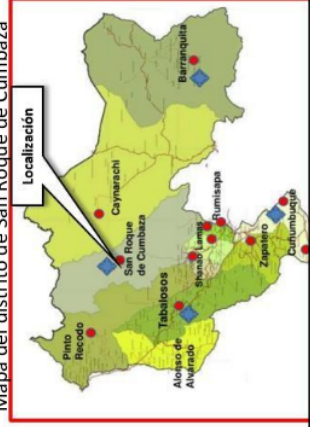 Mapa del distrito de San Roque de Cumbaza
Localización
Barranquita
Caynarachi
San Roque
de Cumbaza
Pinto
Recodo
Tabalosos
Alonso de
Alvarado
Shanao
Lamas
Rumisapa
Zapatero
Cuñumbuque